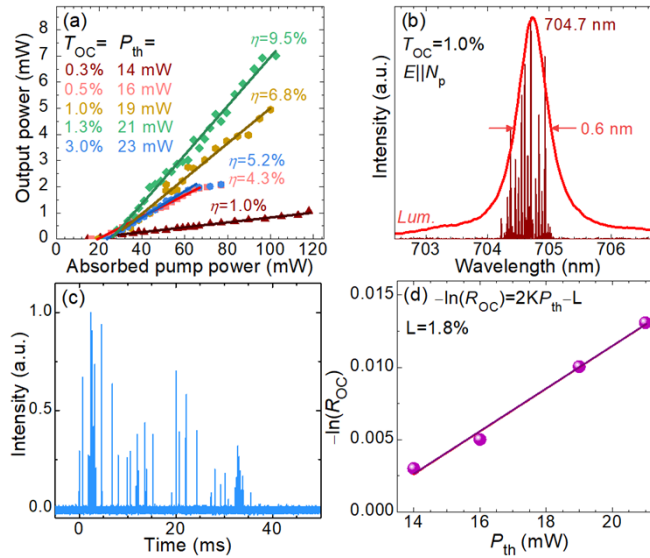 (a)
T_OC= P_th=
0.3% 14 mW
0.5% 16 mW
1.0% 19 mW
1.3% 21 mW
3.0% 23 mW
η=9.5%
η=6.8%
η=5.2%
η=4.3%
η=1.0%
Output power (mW)
8
7
6
5
4
3
2
1
0
0 20 40 60 80 100 120
Absorbed pump power (mW)
(b)
704.7 nm
T_OC=1.0%
E||N_p
0.6 nm
Lum.
Intensity (a.u.)
703 704 705 706
Wavelength (nm)
(c)
Intensity (a.u.)
1.0
0.5
0.0
0 20 40
Time (ms)
(d)
−ln(R_OC)=2KP_th−L
L=1.8%
−ln(R_OC)
0.015
0.010
0.005
0.000
14 16 18 20
P_th (mW)